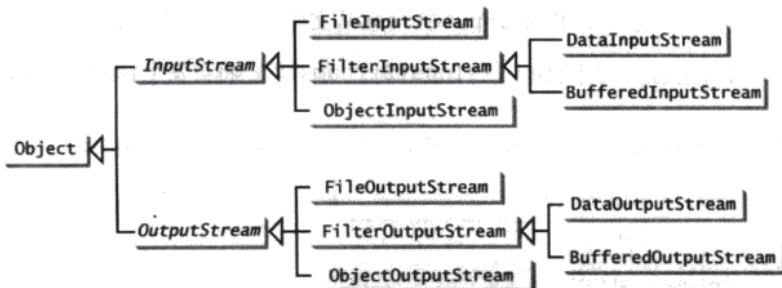 FileInputStream
InputStream
FilterInputStream
DataInputStream
BufferedInputStream
ObjectInputStream
Object
FileOutputStream
OutputStream
FilterOutputStream
DataOutputStream
BufferedOutputStream
ObjectOutputStream